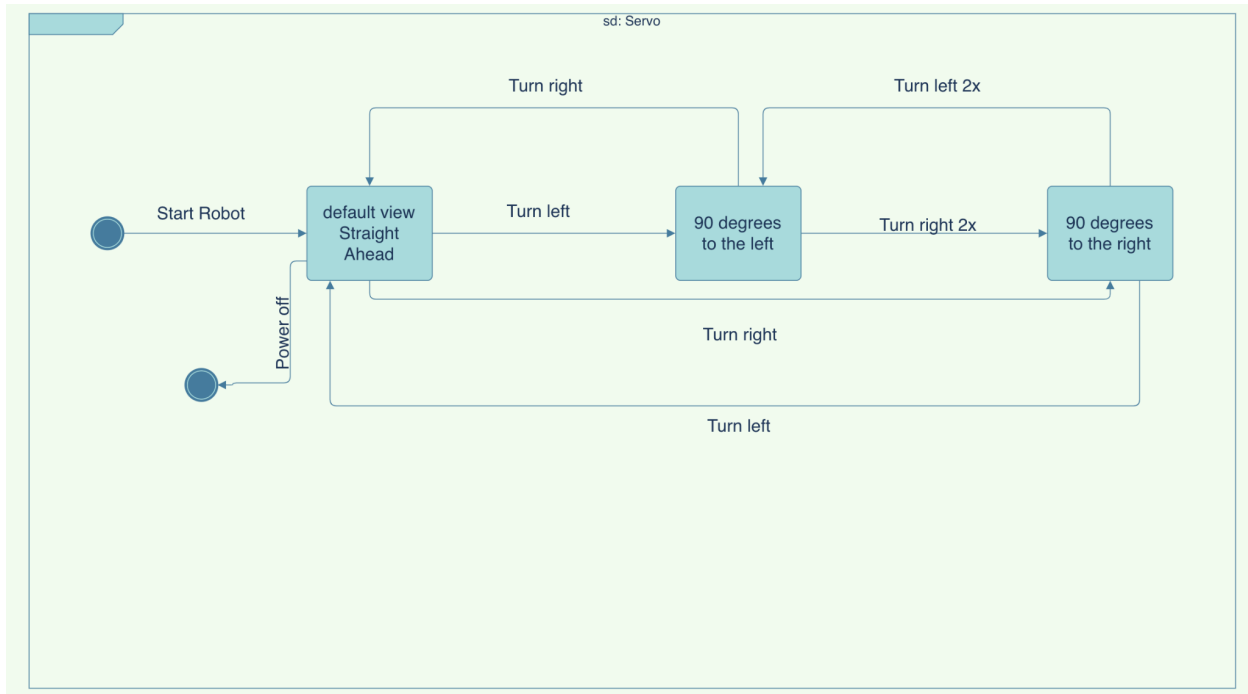 sd: Servo
Turn right
Turn left 2x
Start Robot
default view
Straight
Ahead
Turn left
90 degrees
to the left
Turn right 2x
90 degrees
to the right
Power off
Turn right
Turn left